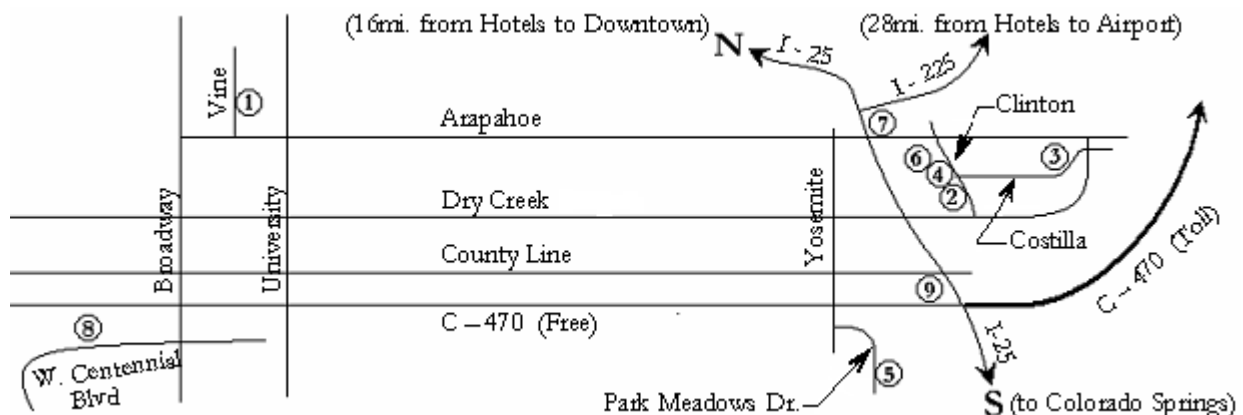 (16mi. from Hotels to Downtown)
(28mi. from Hotels to Airport)
N
I - 25
I - 225
Vine
1
Arapahoe
7
Clinton
6
4
3
2
Dry Creek
Costilla
Broadway
University
Yosemite
County Line
9
C - 470 (Toll)
C - 470 (Free)
8
W. Centennial
Blvd
I-25
5
Park Meadows Dr.
S (to Colorado Springs)